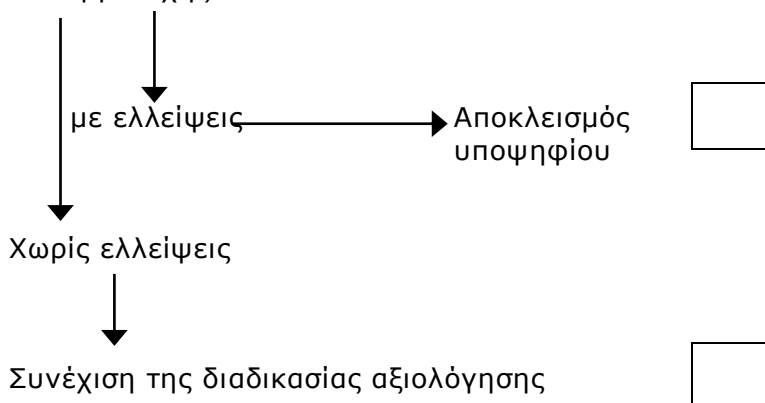 με ελλείψεις
Αποκλεισμός
υποψηφίου
Χωρίς ελλείψεις
Συνέχιση της διαδικασίας αξιολόγησης